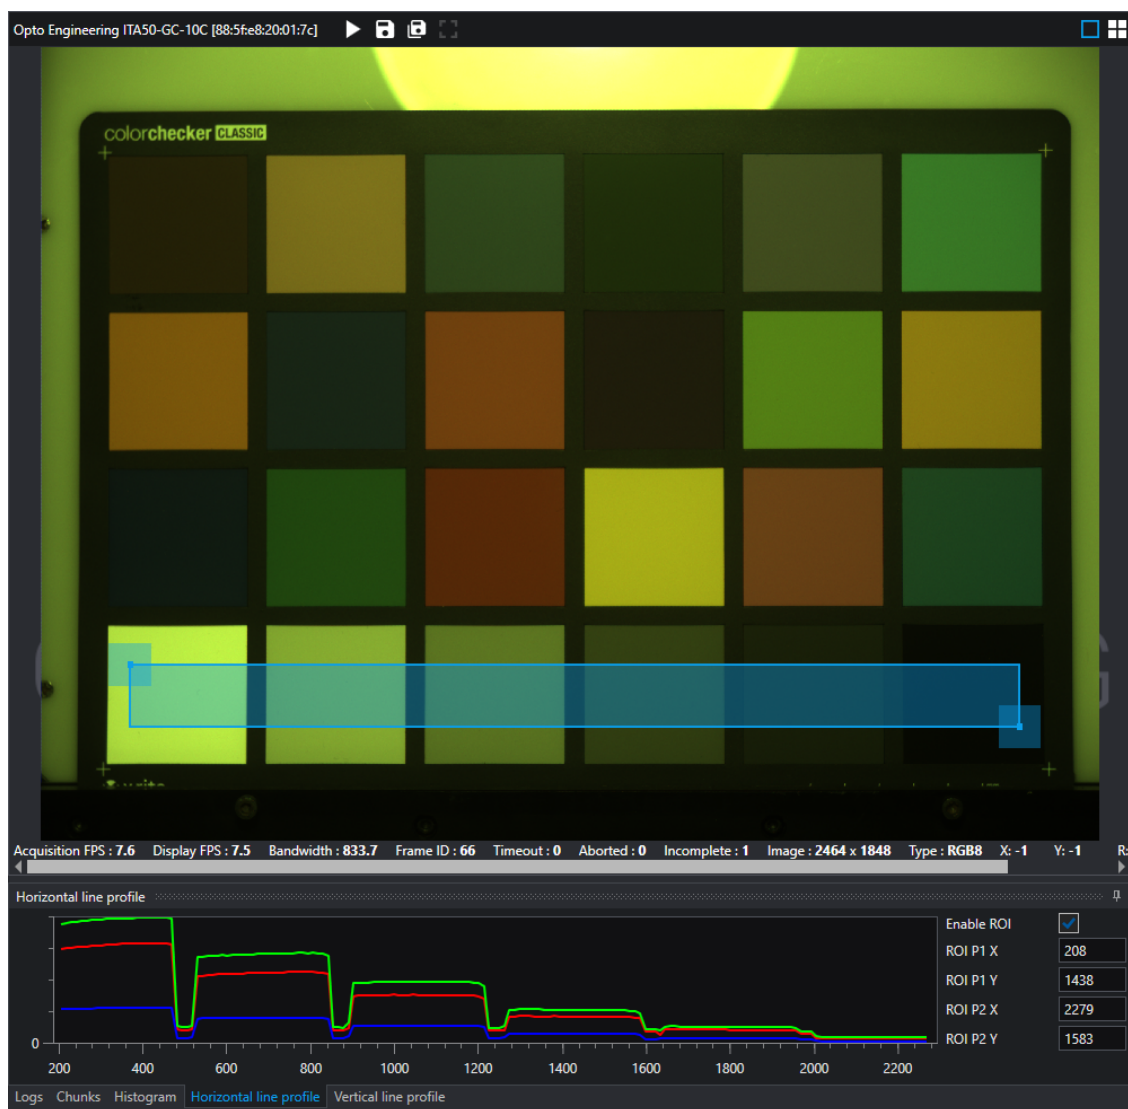 Opto Engineering ITA50-GC-10C [88:5f:e8:20:01:7c]
colorchecker CLASSIC
x-rite
G
Acquisition FPS : 7.6 Display FPS : 7.5 Bandwidth : 833.7 Frame ID : 66 Timeout : 0 Aborted : 0 Incomplete : 1 Image : 2464 x 1848 Type : RGB8 X: -1 Y: -1 R:
Horizontal line profile
Enable ROI
ROI P1 X 208
ROI P1 Y 1438
ROI P2 X 2279
ROI P2 Y 1583
0
200 400 600 800 1000 1200 1400 1600 1800 2000 2200
Logs Chunks Histogram Horizontal line profile Vertical line profile